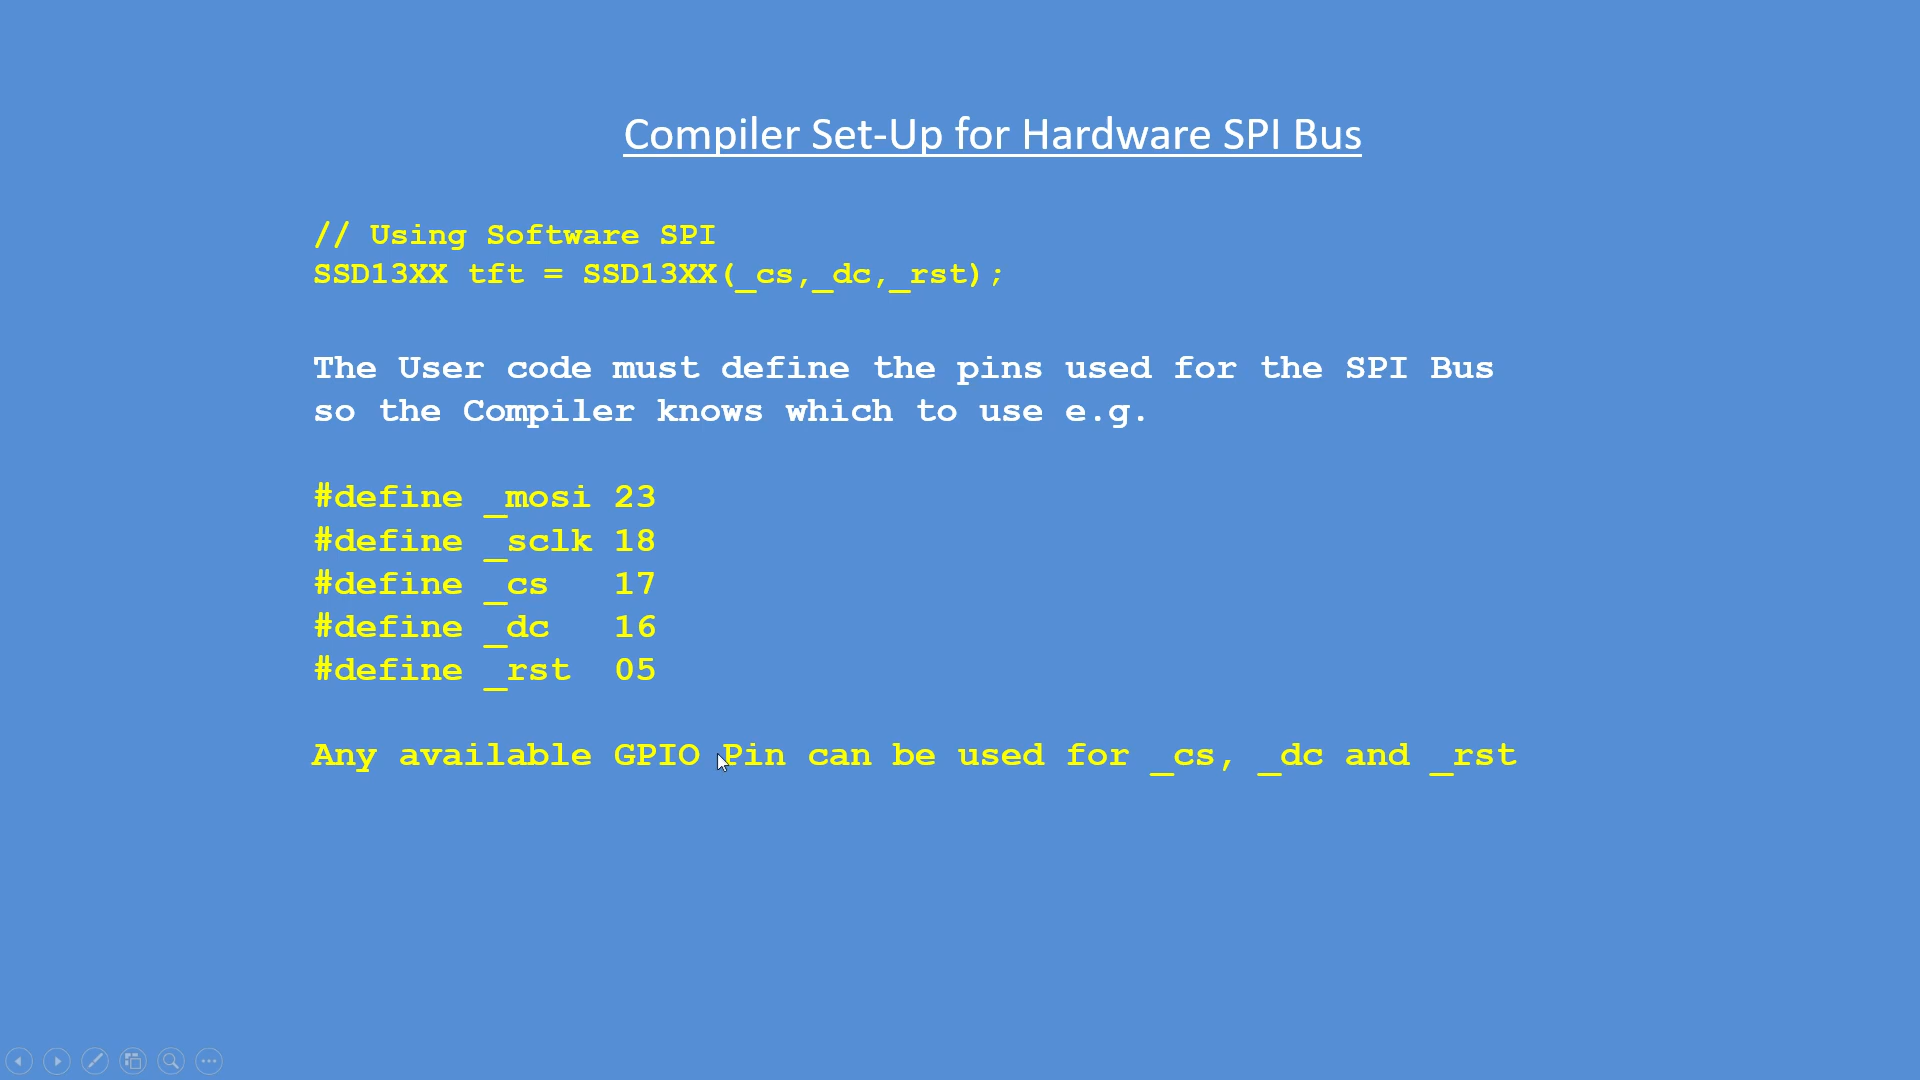 Compiler Set-Up for Hardware SPI Bus
// Using Software SPI
SSD13XX tft = SSD13XX(_cs,_dc,_rst);
The User code must define the pins used for the SPI Bus
so the Compiler knows which to use e.g.
#define _mosi 23
#define _sclk 18
#define _cs   17
#define _dc   16
#define _rst  05
Any available GPIO Pin can be used for _cs, _dc and _rst